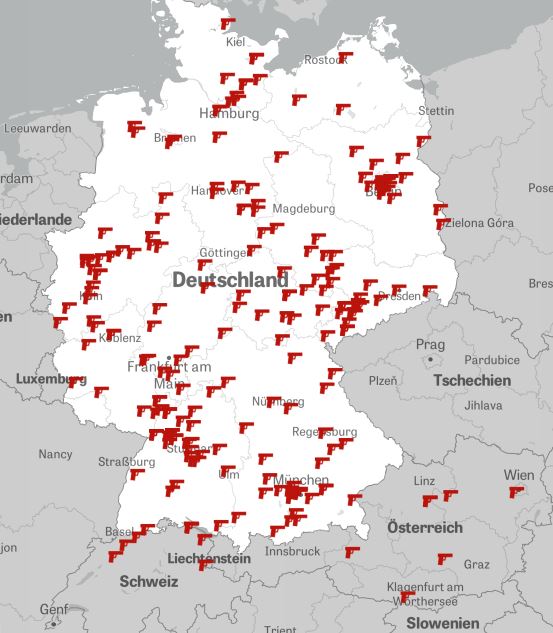 Kiel
Rostock
Hamburg
Stettin
Leeuwarden
Bremen
rdam
Hannover
Berlin
Pose
iederlande
Magdeburg
Zielona Góra
Göttingen
Deutschland
Bres
Köln
Dresden
en
Koblenz
Prag
Pardubice
Frankfurt am
Main
Luxemburg
Plzeň
Tschechien
Jihlava
Nürnberg
Nancy
Regensburg
Straßburg
Stuttgart
Ulm
München
Linz
Wien
Österreich
Basel
jon
Liechtenstein
Innsbruck
Graz
Schweiz
Klagenfurt am
Wörthersee
Genf
Slowenien
Trient